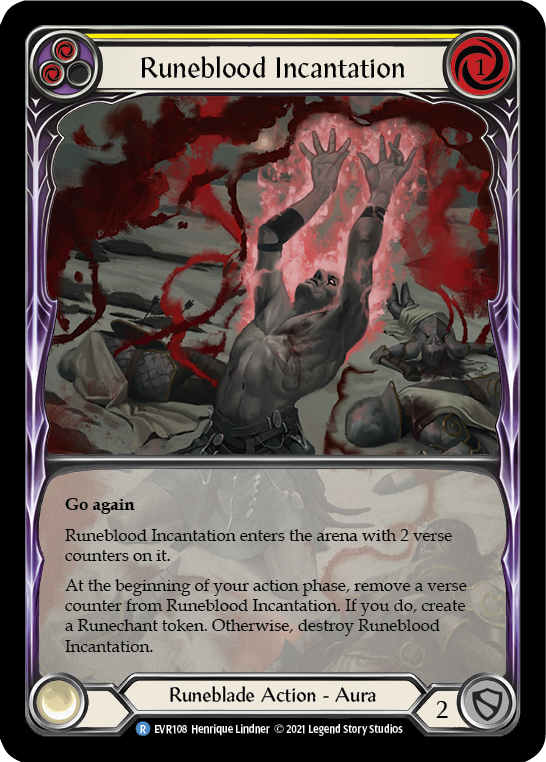 Runeblood Incantation
1
Go again
Runeblood Incantation enters the arena with 2 verse
counters on it.
At the beginning of your action phase, remove a verse
counter from Runeblood Incantation. If you do, create
a Runechant token. Otherwise, destroy Runeblood
Incantation.
Runeblade Action - Aura
2
R EVR108 Henrique Lindner © 2021 Legend Story Studios